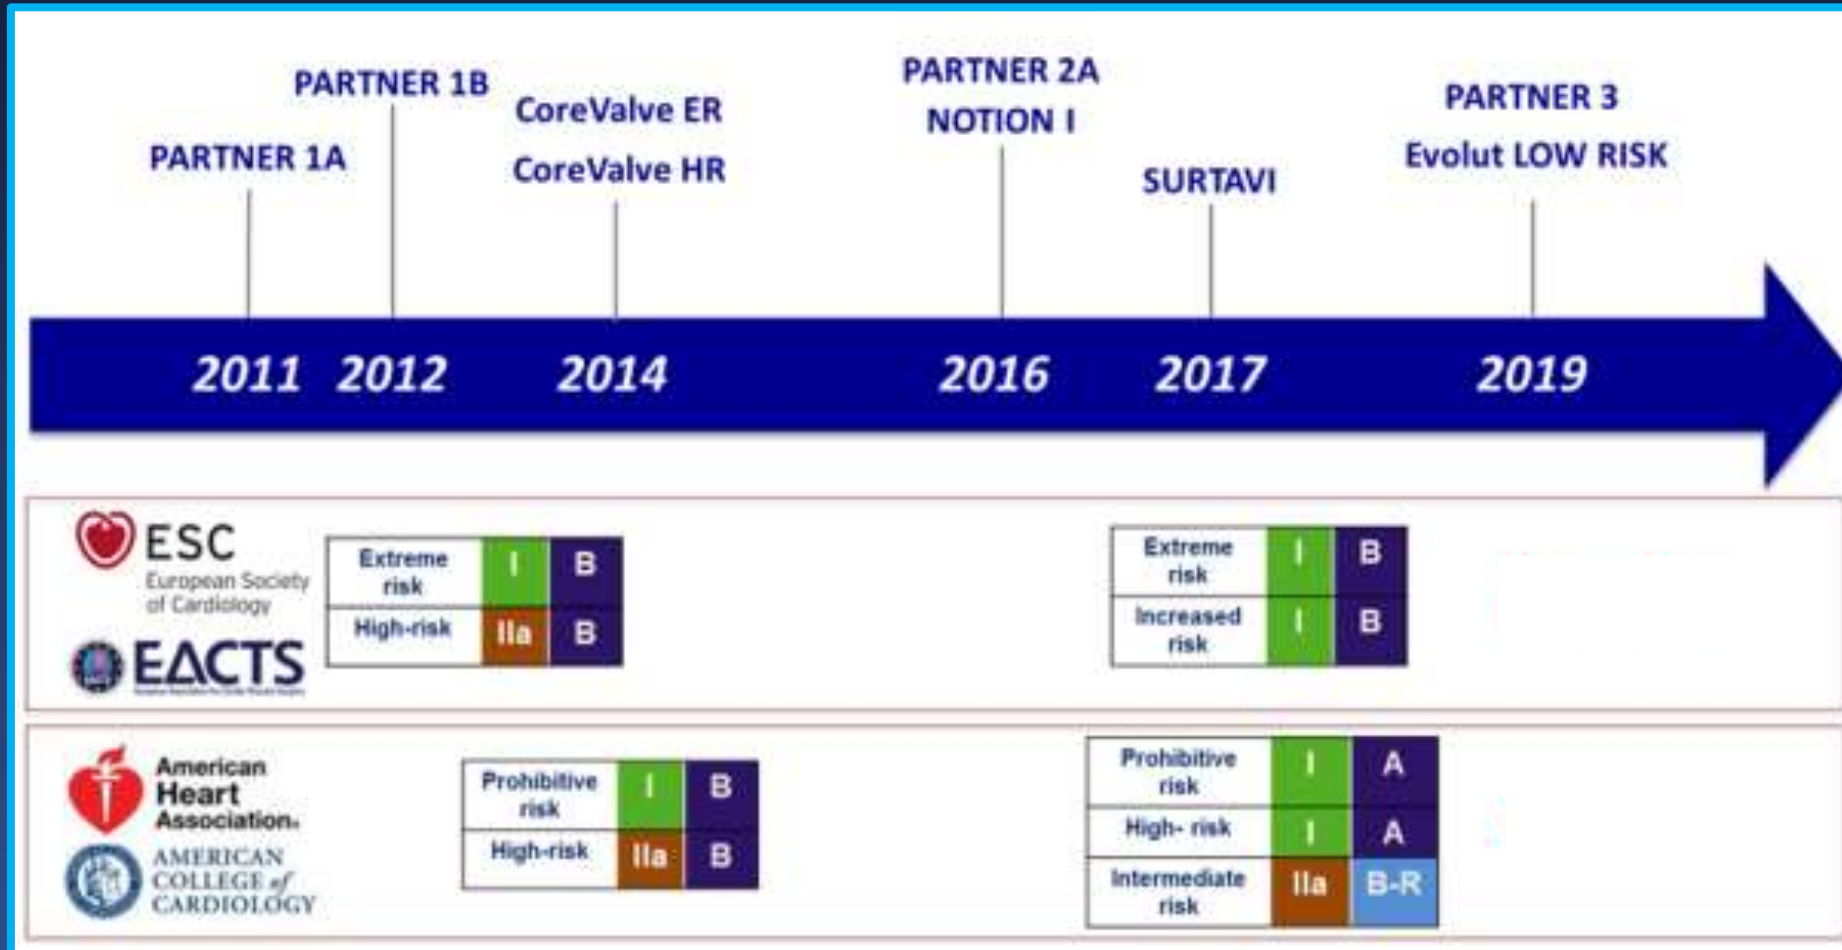 PARTNER 1A
PARTNER 1B
CoreValve ER
CoreValve HR
PARTNER 2A
NOTION I
SURTAVI
PARTNER 3
Evolut LOW RISK
2011 2012 2014 2016 2017 2019
ESC
European Society
of Cardiology
EACTS
Extreme
risk
I B
High-risk IIa B
Extreme
risk
I B
Increased
risk
I B
American
Heart
Association.
AMERICAN
COLLEGE of
CARDIOLOGY
Prohibitive
risk
I B
High-risk IIa B
Prohibitive
risk
I A
High- risk I A
Intermediate
risk
IIa B-R